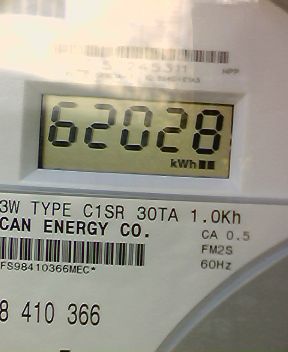 62028
kWh
3W TYPE C1SR 30TA 1.0Kh
CAN ENERGY CO.
CA 0.5
FM2S
FS98410366MEC*
60Hz
8 410 366